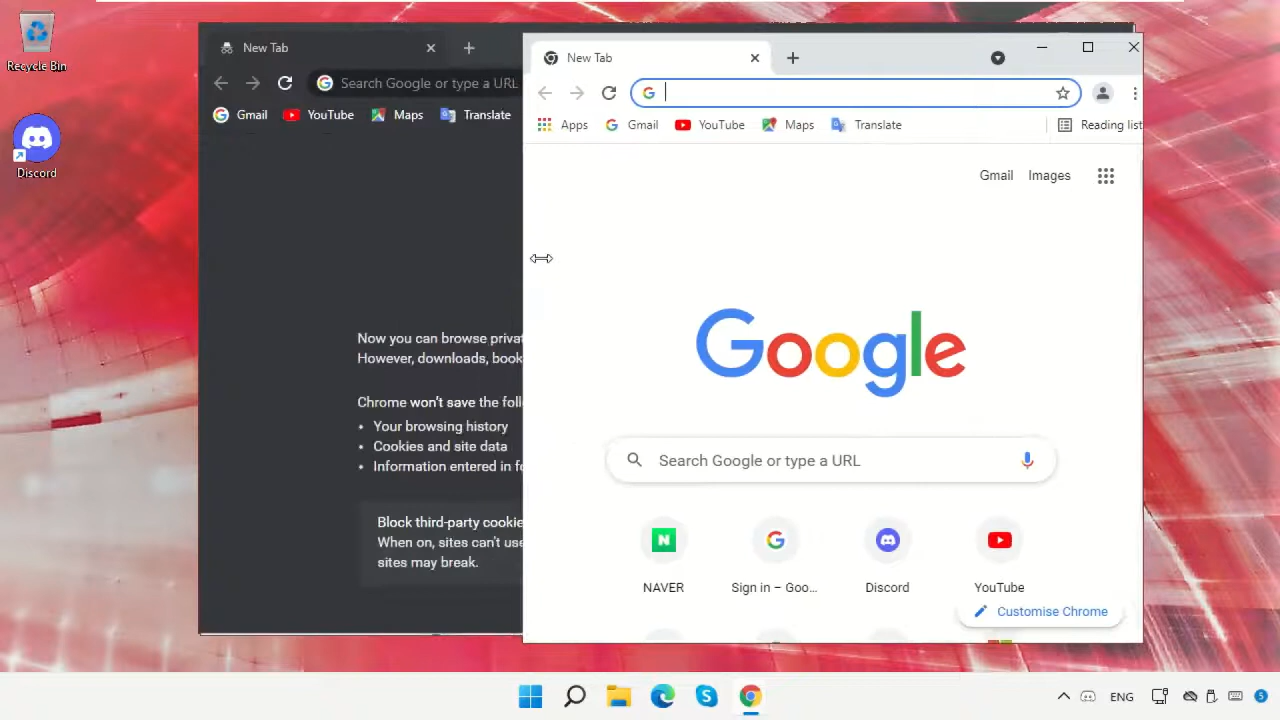 Recycle Bin
Discord
New Tab
Search Google or type a URL
Gmail
YouTube
Maps
Translate
Now you can browse priva
However, downloads, book
Chrome won't save the foll
• Your browsing history
• Cookies and site data
• Information entered in fo
Block third-party cookie
When on, sites can't use
sites may break.
New Tab
Apps
Gmail
YouTube
Maps
Translate
Reading list
Gmail
Images
Google
Search Google or type a URL
NAVER
Sign in – Goo...
Discord
YouTube
Customise Chrome
ENG
5